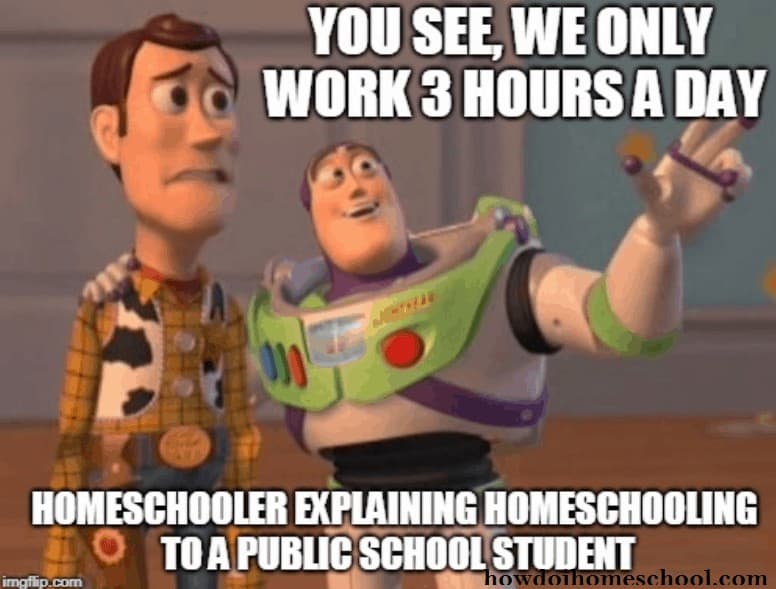 YOU SEE, WE ONLY
WORK 3 HOURS A DAY
LIGHTYEAR
HOMESCHOOLER EXPLAINING HOMESCHOOLING
TO A PUBLIC SCHOOL STUDENT
imgflip.com
howdoihomeschool.com